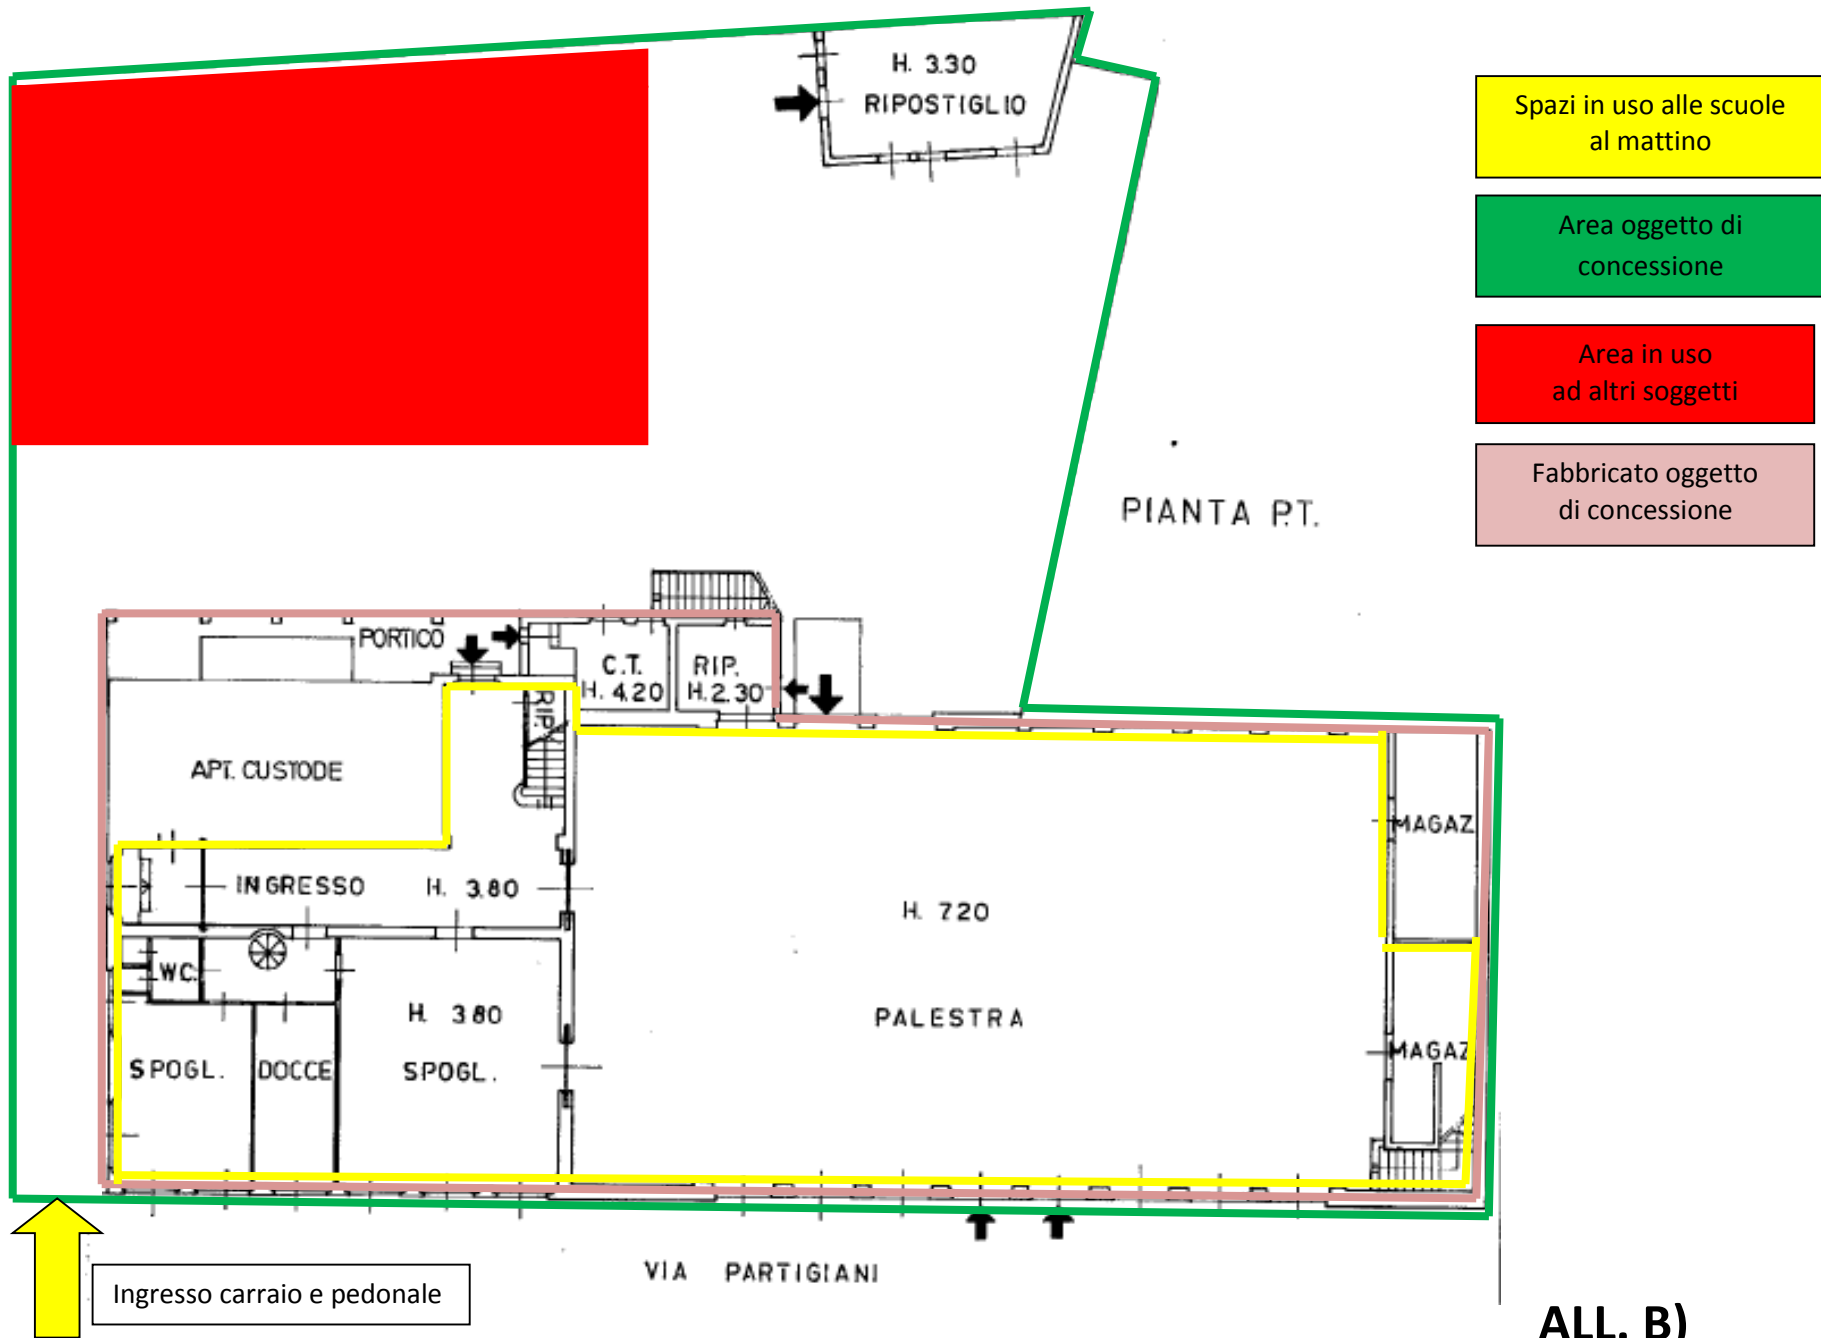 H. 3.30
RIPOSTIGLIO
Spazi in uso alle scuole
al mattino
Area oggetto di
concessione
Area in uso
ad altri soggetti
Fabbricato oggetto
di concessione
PIANTA P.T.
PORTICO
C.T.
H. 4.20
RIP.
H. 2.30
RIP.
APT. CUSTODE
MAGAZ
INGRESSO H. 3.80
H. 7.20
WC.
H. 3.80
PALESTRA
SPOGL.
DOCCE
SPOGL.
MAGAZ
VIA PARTIGIANI
Ingresso carraio e pedonale
ALL. B)